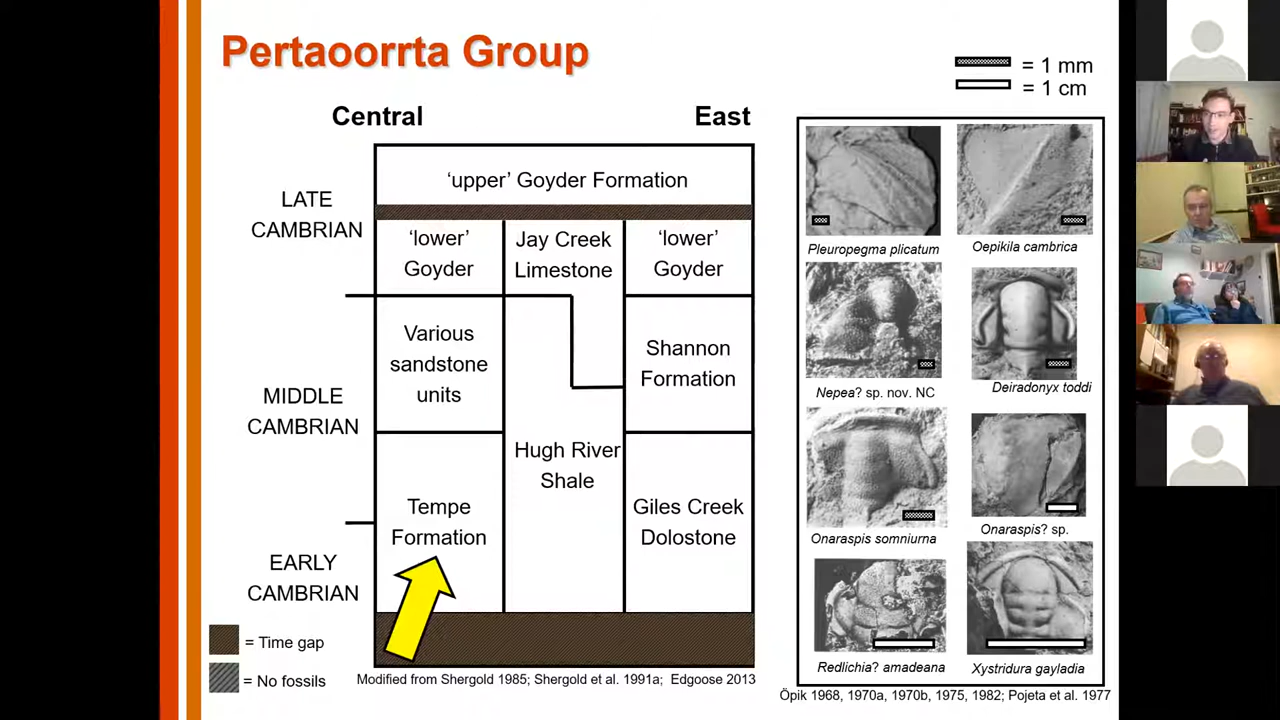 Pertaoorrta Group
= 1 mm
= 1 cm
Central
East
LATE
CAMBRIAN
MIDDLE
CAMBRIAN
EARLY
CAMBRIAN
‘upper’ Goyder Formation
‘lower’
Goyder
Jay Creek
Limestone
‘lower’
Goyder
Various
sandstone
units
Shannon
Formation
Hugh River
Shale
Tempe
Formation
Giles Creek
Dolostone
= Time gap
= No fossils
Modified from Shergold 1985; Shergold et al. 1991a; Edgoose 2013
Pleuropegma plicatum
Oepikila cambrica
Nepea? sp. nov. NC
Deiradonyx toddi
Onaraspis somniurna
Onaraspis? sp.
Redlichia? amadeana
Xystridura gayladia
Öpik 1968, 1970a, 1970b, 1975, 1982; Pojeta et al. 1977